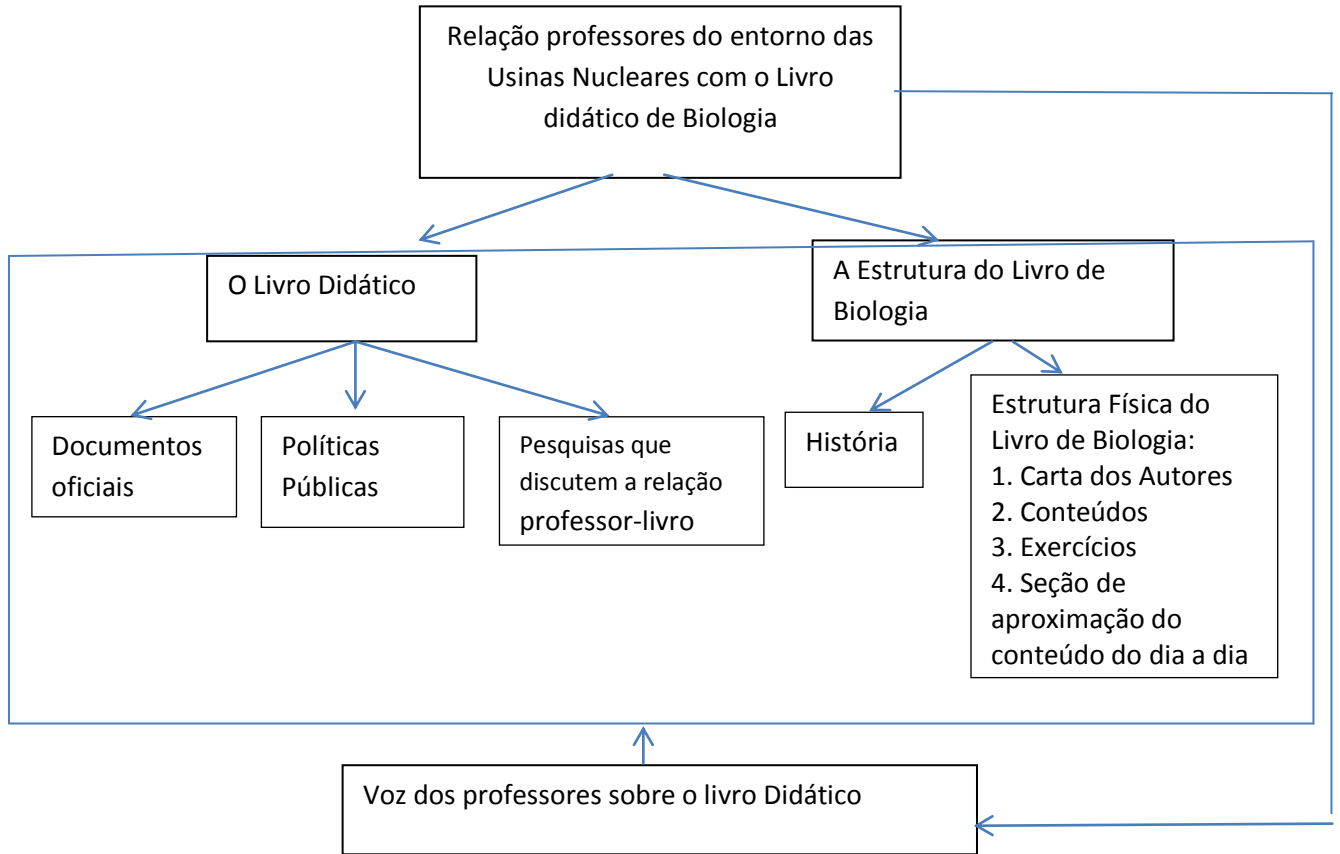 Relação professores do entorno das
Usinas Nucleares com o Livro
didático de Biologia
O Livro Didático
A Estrutura do Livro de
Biologia
Documentos
oficiais
Políticas
Públicas
Pesquisas que
discutem a relação
professor-livro
História
Estrutura Física do
Livro de Biologia:
1. Carta dos Autores
2. Conteúdos
3. Exercícios
4. Seção de
aproximação do
conteúdo do dia a dia
Voz dos professores sobre o livro Didático